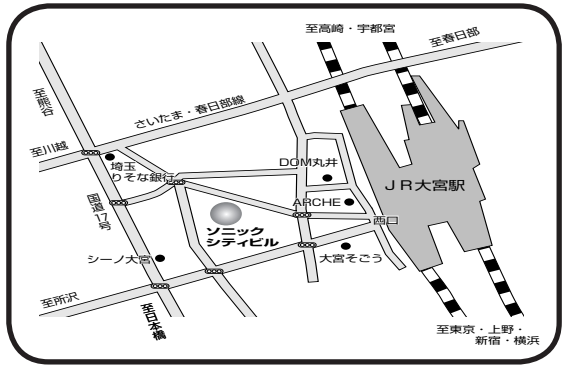 至高崎・宇都宮
至春日部
至熊谷
さいたま・春日部線
至川越
埼玉
りそな銀行
DOM丸井
JR大宮駅
国道17号
ARCHE
西口
ソニック
シティビル
シーノ大宮
大宮そごう
至所沢
至日本橋
至東京・上野・
新宿・横浜